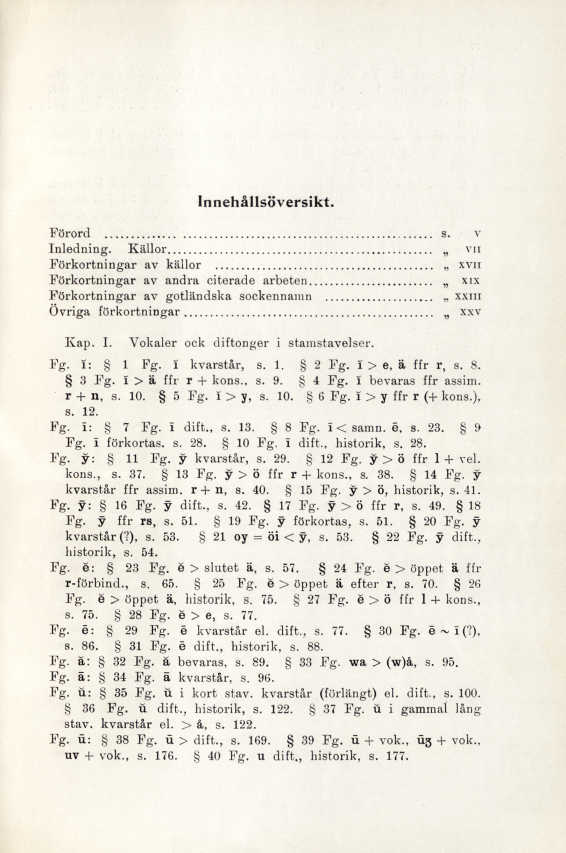 Innehållsöversikt.
Förord ................................................................ s. V
Inledning. Källor.................................................... „ VII
Förkortningar av källor ........................................... „ XVII
Förkortningar av andra citerade arbeten......................... „ XIX
Förkortningar av gotländska sockennamn ...................... „ XXIII
Övriga förkortningar ................................................ „ XXV
Kap. I. Vokaler ock diftonger i stamstavelser.
Fg. ĭ: § 1 Fg. ĭ kvarstår, s. 1. § 2 Fg. ĭ > e, ä ffr r, s. 8.
§ 3 Fg. ĭ > ä ffr r + kons., s. 9. § 4 Fg. ĭ bevaras ffr assim.
r + n, s. 10. § 5 Fg. ĭ > y, s. 10. § 6 Fg. ĭ > y ffr r (+ kons.),
s. 12.
Fg. ī: § 7 Fg. ī dift., s. 13. § 8 Fg. ī < samn. ē, s. 23. § 9
Fg. ī förkortas. s. 28. § 10 Fg. ī dift., historik, s. 28.
Fg. y̆: § 11 Fg. y̆ kvarstår, s. 29. § 12 Fg. y̆ > ö ffr l + vel.
kons., s. 37. § 13 Fg. y̆ > ö ffr r + kons., s. 38. § 14 Fg. y̆
kvarstår ffr assim. r + n, s. 40. § 15 Fg. y̆ > ö, historik, s. 41.
Fg. ȳ: § 16 Fg. ȳ dift., s. 42. § 17 Fg. ȳ > ö ffr r, s. 49. § 18
Fg. ȳ ffr rs, s. 51. § 19 Fg. ȳ förkortas, s. 51. § 20 Fg. ȳ
kvarstår (?), s. 53. § 21 oy = öi < ȳ, s. 53. § 22 Fg. ȳ dift.,
historik, s. 54.
Fg. ĕ: § 23 Fg. ĕ > slutet ä, s. 57. § 24 Fg. ĕ > öppet ä ffr
r-förbind., s. 65. § 25 Fg. ĕ > öppet ä efter r, s. 70. § 26
Fg. ĕ > öppet ä, historik, s. 75. § 27 Fg. ĕ > ö ffr l + kons.,
s. 75. § 28 Fg. ĕ > e, s. 77.
Fg. ē: § 29 Fg. ē kvarstår el. dift., s. 77. § 30 Fg. ē ~ ī (?),
s. 86. § 31 Fg. ē dift., historik, s. 88.
Fg. ă: § 32 Fg. ă bevaras, s. 89. § 33 Fg. wa > (w)å, s. 95.
Fg. ā: § 34 Fg. ā kvarstår, s. 96.
Fg. ŭ: § 35 Fg. ŭ i kort stav. kvarstår (förlängt) el. dift., s. 100.
§ 36 Fg. ŭ dift., historik, s. 122. § 37 Fg. ŭ i gammal lång
stav. kvarstår el. > å, s. 122.
Fg. ū: § 38 Fg. ū > dift., s. 169. § 39 Fg. ū + vok., ūʒ + vok.,
uv + vok., s. 176. § 40 Fg. u dift., historik, s. 177.